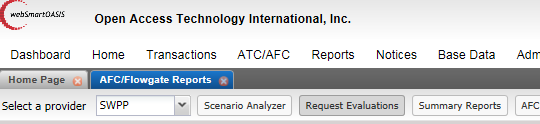 webSmartOASIS
Open Access Technology International, Inc.
Dashboard Home Transactions ATC/AFC Reports Notices Base Data Adm
Home Page AFC/Flowgate Reports
Select a provider SWPP Scenario Analyzer Request Evaluations Summary Reports AFC